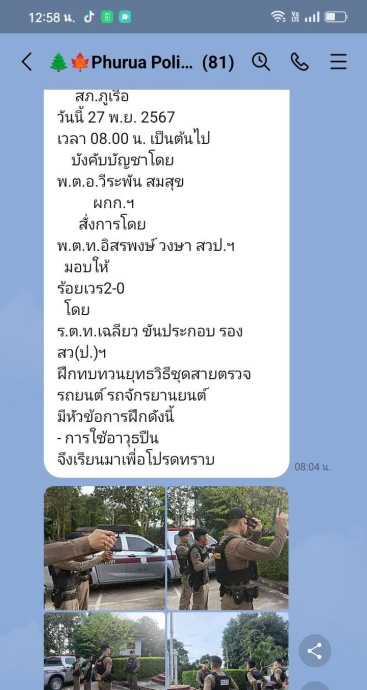 12:58 น.
Phurua Poli... (81)
สภ.ภูเรือ
วันนี้ 27 พ.ย. 2567
เวลา 08.00 น. เป็นต้นไป
บังคับบัญชาโดย
พ.ต.อ.วีระพัน สมสุข
ผกก.ฯ
สั่งการโดย
พ.ต.ท.อิสรพงษ์ วงษา สวป.ฯ
มอบให้
ร้อยเวร2-0
โดย
ร.ต.ท.เฉลียว ขันประกอบ รอง
สว(ป.)ฯ
ฝึกทบทวนยุทธวิธีชุดสายตรวจ
รถยนต์ รถจักรยานยนต์
มีหัวข้อการฝึกดังนี้
- การใช้อาวุธปืน
จึงเรียนมาเพื่อโปรดทราบ
08:04 น.